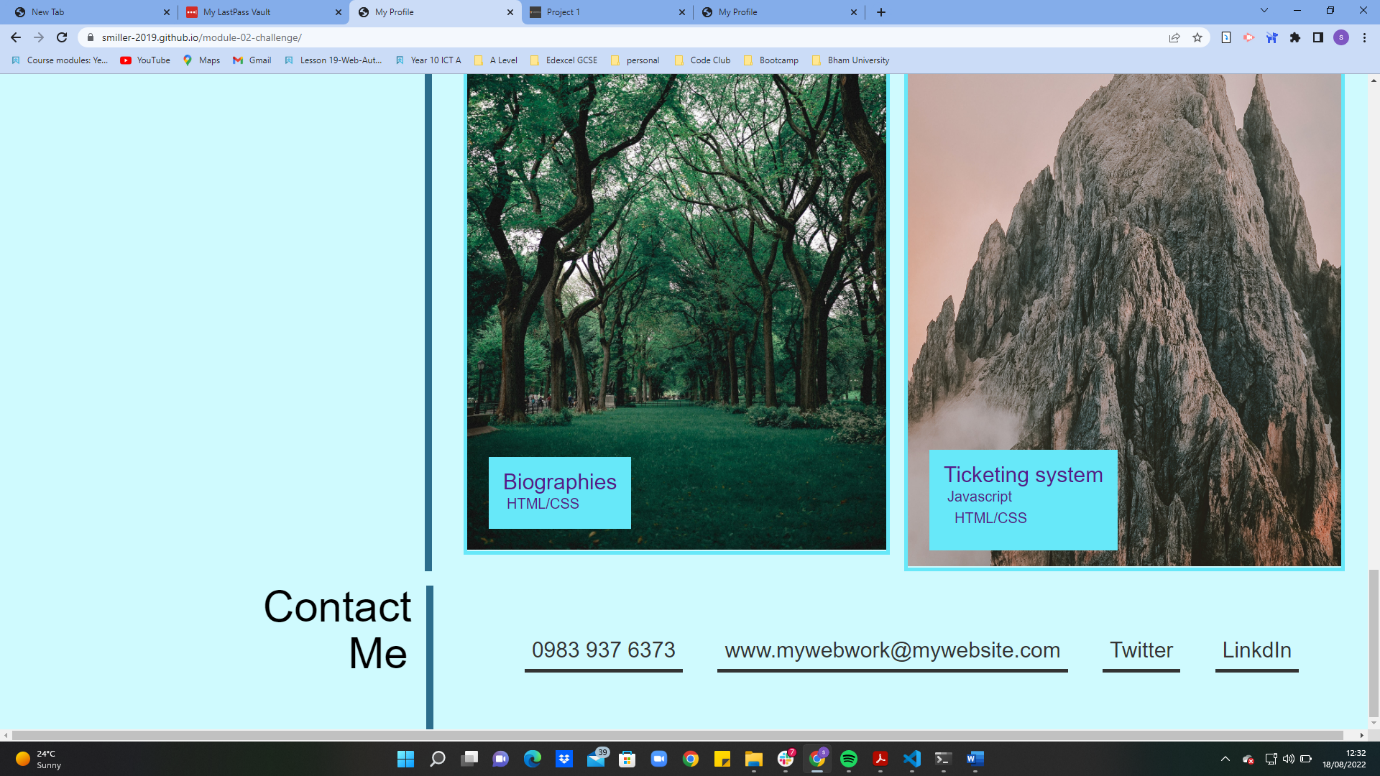 New Tab
My LastPass Vault
My Profile
Project 1
My Profile
smiller-2019.github.io/module-02-challenge/
S
Course modules: Ye...
YouTube
Maps
Gmail
Lesson 19-Web-Aut...
Year 10 ICT A
A Level
Edexcel GCSE
personal
Code Club
Bootcamp
Bham University
Biographies
HTML/CSS
Ticketing system
Javascript
HTML/CSS
Contact
Me
0983 937 6373
www.mywebwork@mywebsite.com
Twitter
LinkdIn
24°C
Sunny
39
7
12:32
18/08/2022